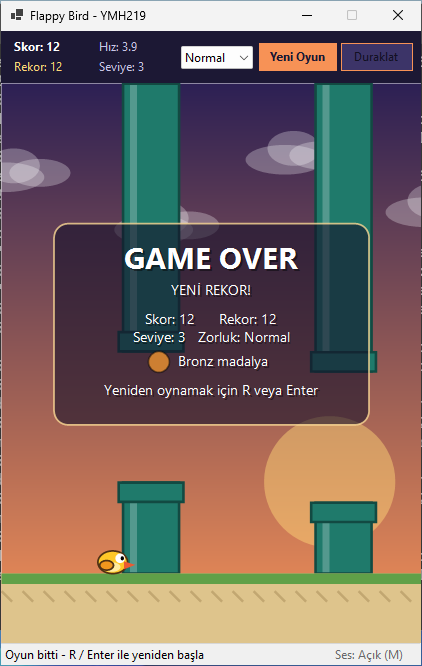 Flappy Bird - YMH219
Skor: 12 Hız: 3.9
Rekor: 12 Seviye: 3
Normal Yeni Oyun Duraklat
GAME OVER
YENİ REKOR!
Skor: 12 Rekor: 12
Seviye: 3 Zorluk: Normal
Bronz madalya
Yeniden oynamak için R veya Enter
Oyun bitti - R / Enter ile yeniden başla Ses: Açık (M)